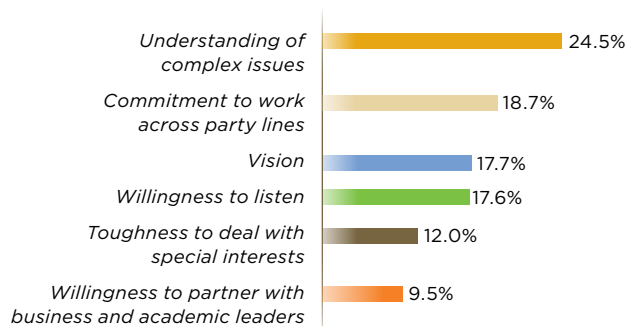 Understanding of
complex issues
24.5%
Commitment to work
across party lines
18.7%
Vision
17.7%
Willingness to listen
17.6%
Toughness to deal with
special interests
12.0%
Willingness to partner with
business and academic leaders
9.5%